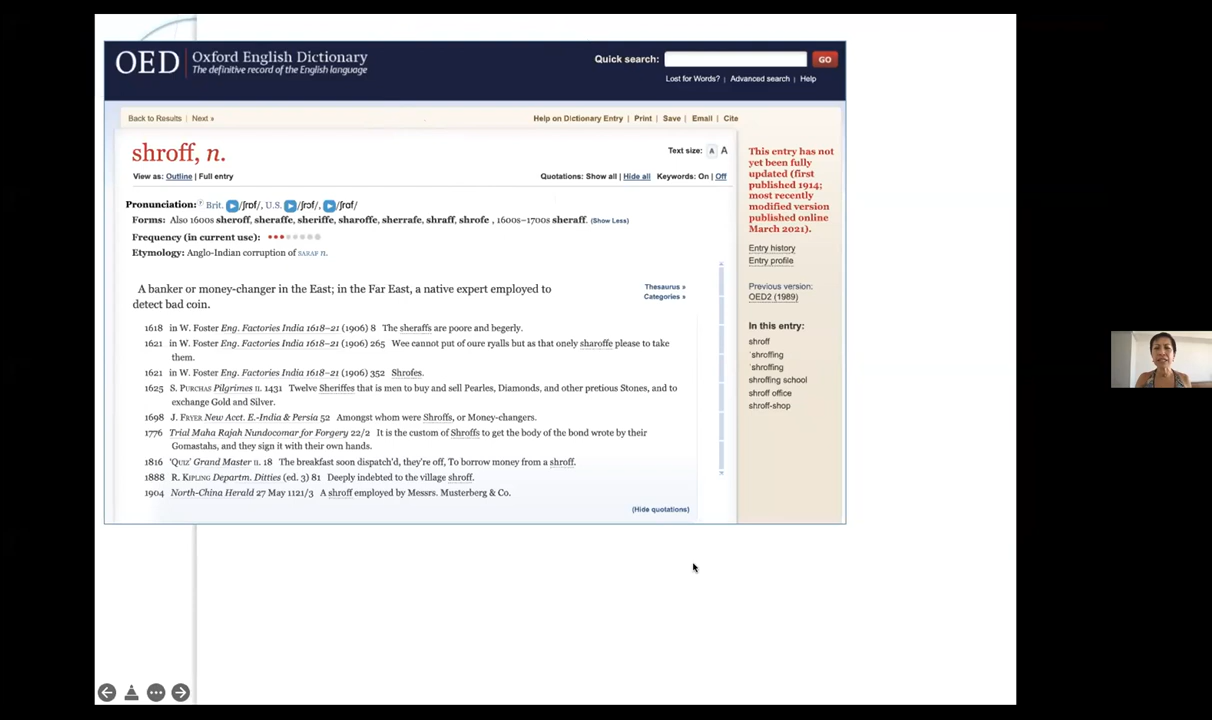 OED Oxford English Dictionary
The definitive record of the English language
Quick search: GO
Lost for Words? | Advanced search | Help
Back to Results | Next »
Help on Dictionary Entry | Print | Save | Email | Cite
shroff, n.
Text size: A A
View as: Outline | Full entry
Quotations: Show all | Hide all Keywords: On | Off
Pronunciation: ? Brit. /ʃrɒf/, U.S. /ʃrɔf/, /ʃrɑf/
Forms: Also 1600s sheroff, sheraffe, sheriffe, sharoffe, sherrafe, shraff, shrofe , 1600s–1700s sheraff. (Show Less)
Frequency (in current use):
Etymology: Anglo-Indian corruption of SARAF n.
A banker or money-changer in the East; in the Far East, a native expert employed to
detect bad coin.
Thesaurus »
Categories »
1618 in W. Foster Eng. Factories India 1618–21 (1906) 8 The sheraffs are poore and begerly.
1621 in W. Foster Eng. Factories India 1618–21 (1906) 265 Wee cannot put of oure ryalls but as that onely sharoffe please to take
them.
1621 in W. Foster Eng. Factories India 1618–21 (1906) 352 Shrofes.
1625 S. PURCHAS Pilgrimes II. 1431 Twelve Sheriffes that is men to buy and sell Pearles, Diamonds, and other pretious Stones, and to
exchange Gold and Silver.
1698 J. FRYER New Acct. E.-India & Persia 52 Amongst whom were Shroffs, or Money-changers.
1776 Trial Maha Rajah Nundocomar for Forgery 22/2 It is the custom of Shroffs to get the body of the bond wrote by their
Gomastahs, and they sign it with their own hands.
1816 'QUIZ' Grand Master II. 18 The breakfast soon dispatch'd, they're off, To borrow money from a shroff.
1888 R. KIPLING Departm. Ditties (ed. 3) 81 Deeply indebted to the village shroff.
1904 North-China Herald 27 May 1121/3 A shroff employed by Messrs. Musterberg & Co.
(Hide quotations)
This entry has not
yet been fully
updated (first
published 1914;
most recently
modified version
published online
March 2021).
Entry history
Entry profile
Previous version:
OED2 (1989)
In this entry:
shroff
ˈshroffing
ˈshroffing
shroffing school
shroff office
shroff-shop